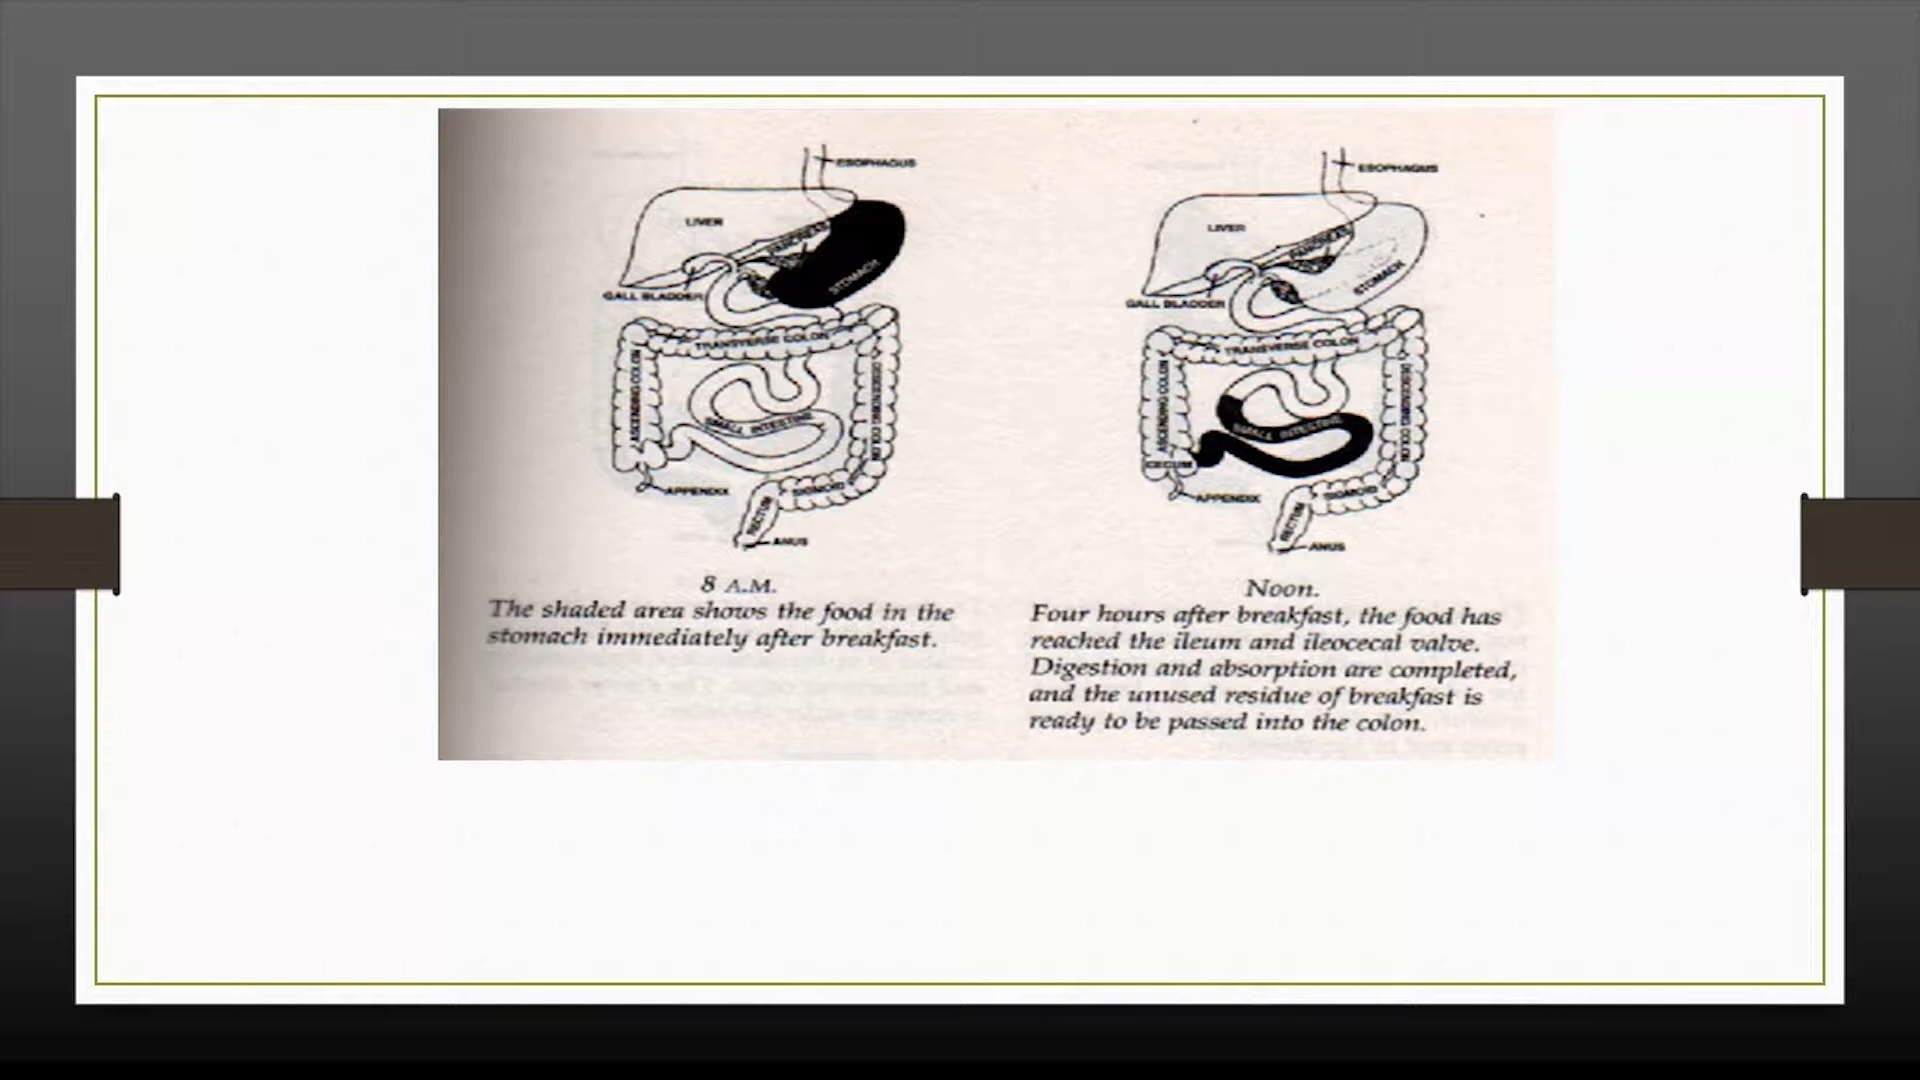 ESOPHAGUS
LIVER
PANCREAS
STOMACH
GALL BLADDER
TRANSVERSE COLON
ASCENDING COLON
DESCENDING COLON
SMALL INTESTINE
APPENDIX
SIGMOID
RECTUM
ANUS
8 A.M.
The shaded area shows the food in the
stomach immediately after breakfast.
ESOPHAGUS
LIVER
PANCREAS
STOMACH
GALL BLADDER
TRANSVERSE COLON
ASCENDING COLON
DESCENDING COLON
SMALL INTESTINE
CECUM
APPENDIX
SIGMOID
RECTUM
ANUS
Noon.
Four hours after breakfast, the food has
reached the ileum and ileocecal valve.
Digestion and absorption are completed,
and the unused residue of breakfast is
ready to be passed into the colon.